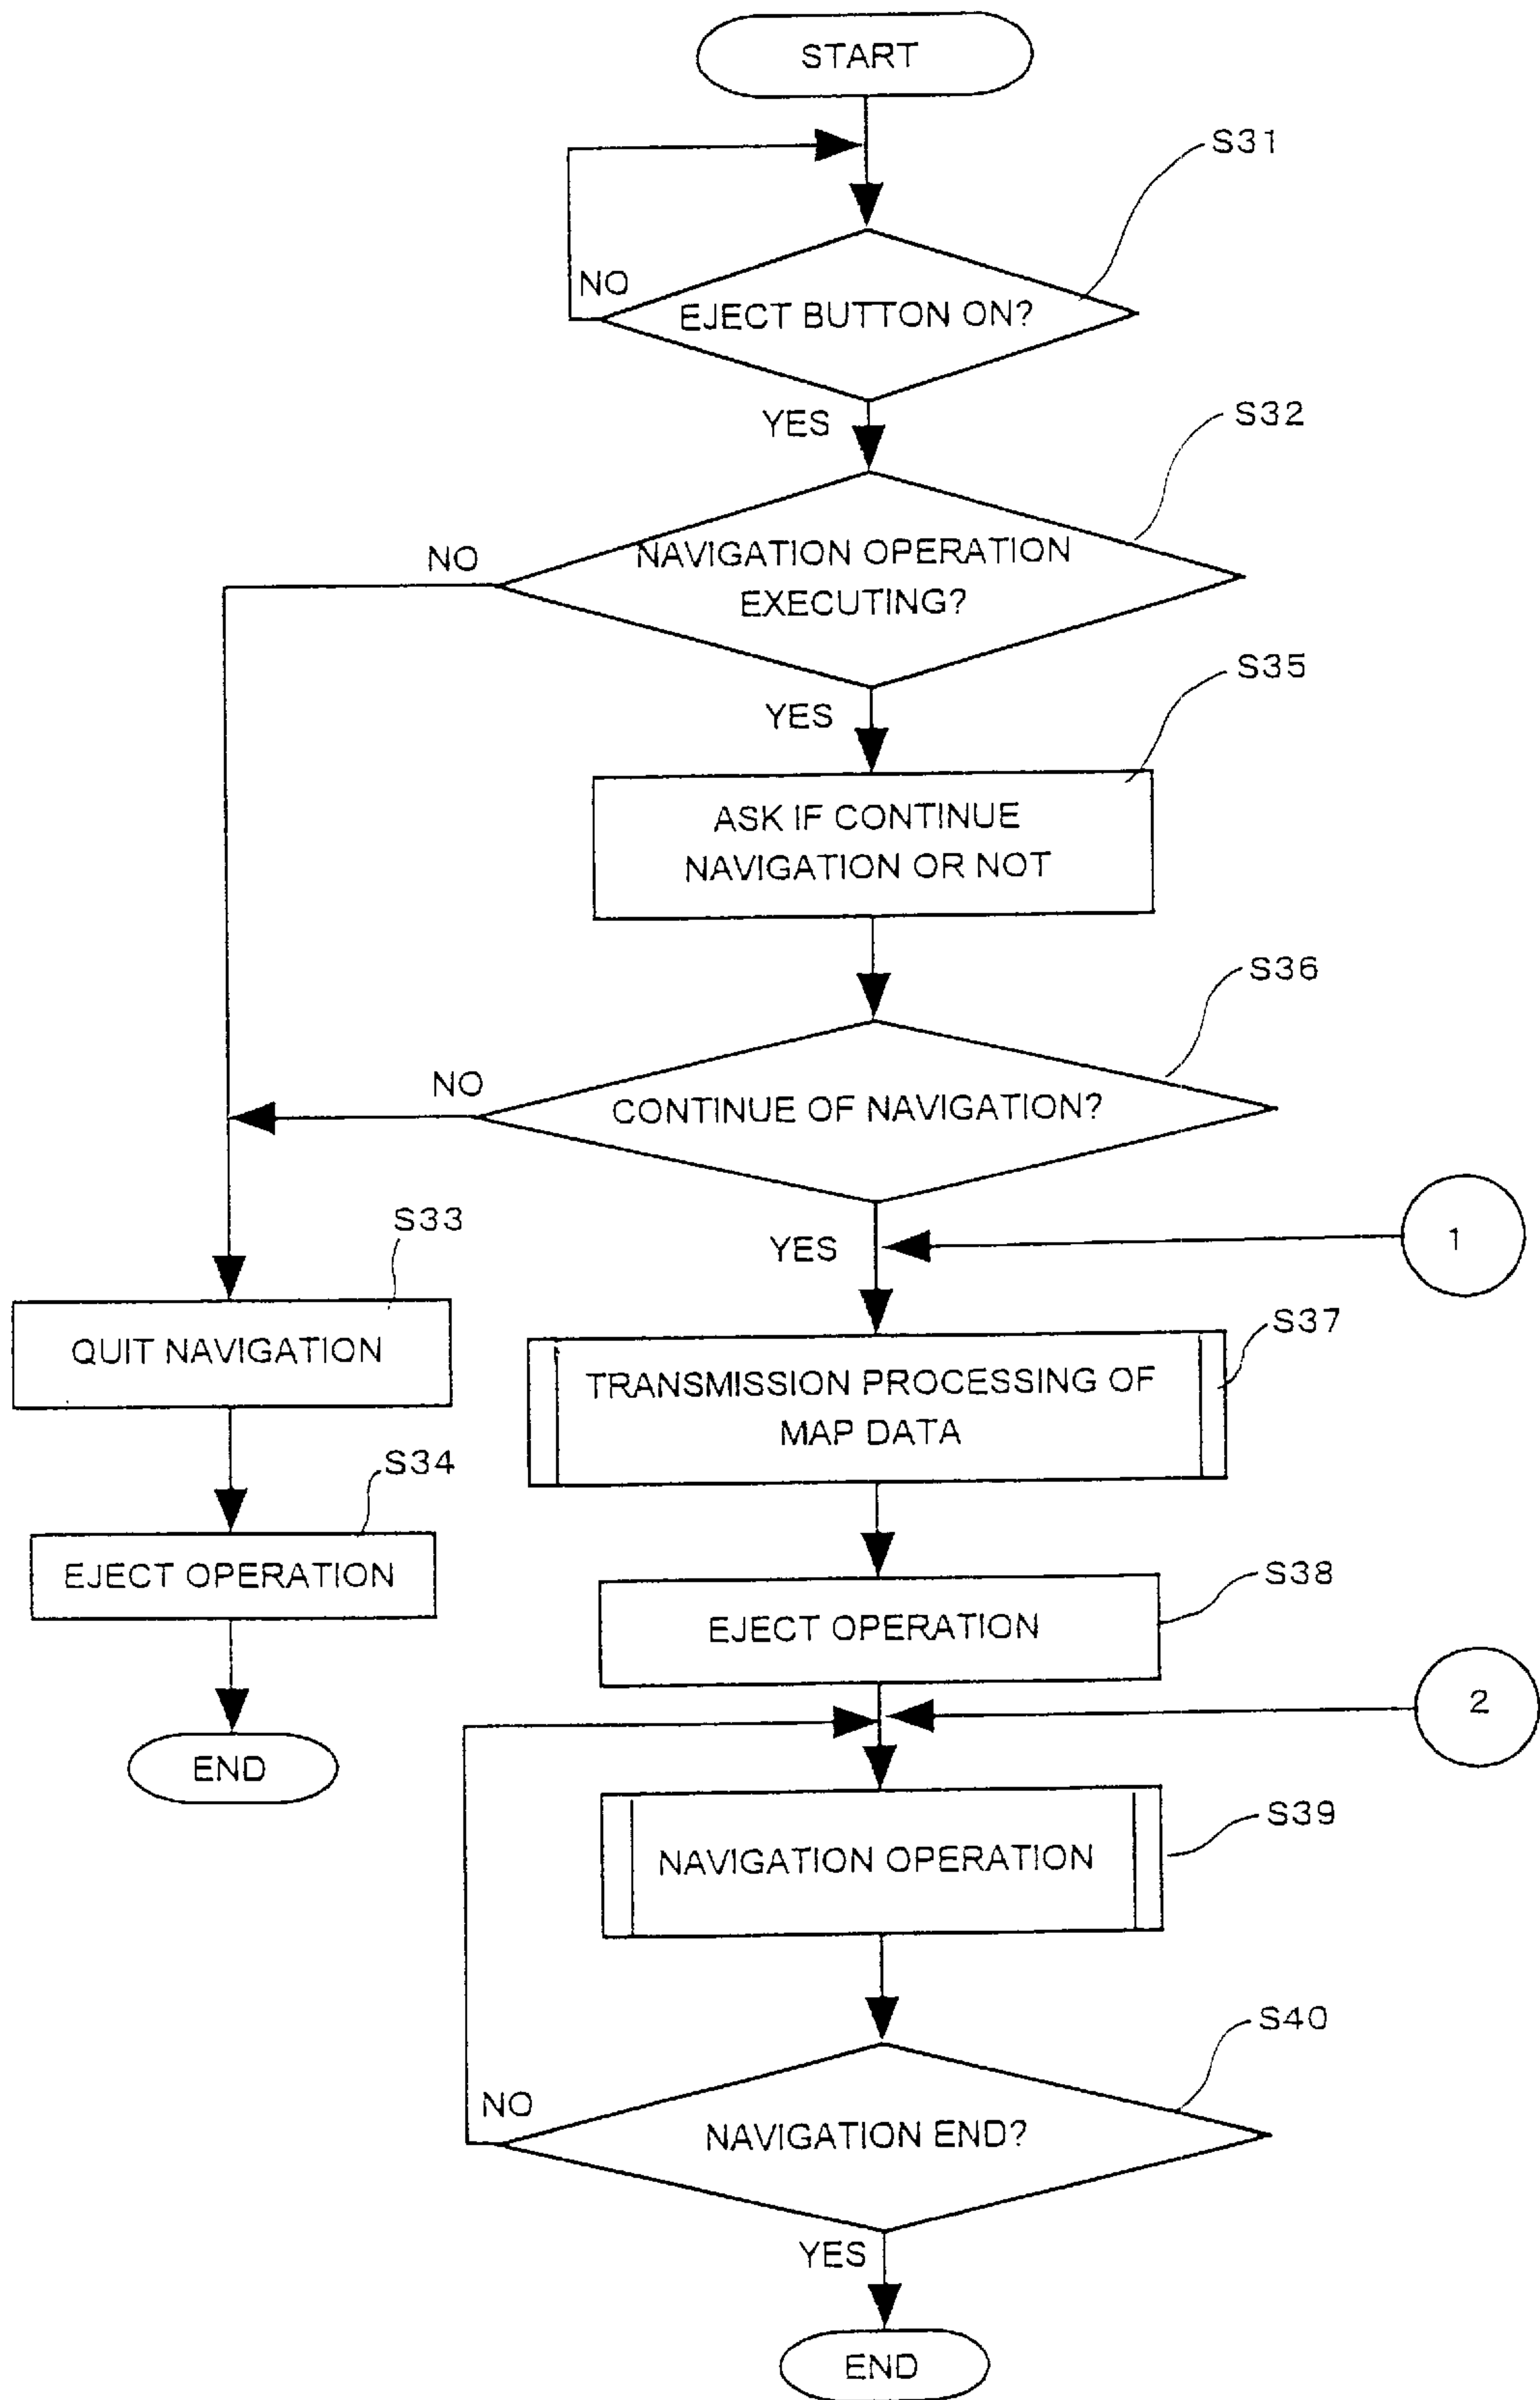 START
S31
NO
EJECT BUTTON ON?
YES
S32
NO
NAVIGATION OPERATION
EXECUTING?
S35
YES
ASK IF CONTINUE
NAVIGATION OR NOT
S36
NO
CONTINUE OF NAVIGATION?
S33
YES
1
QUIT NAVIGATION
S37
TRANSMISSION PROCESSING OF
MAP DATA
S34
EJECT OPERATION
S38
EJECT OPERATION
2
END
S39
NAVIGATION OPERATION
S40
NO
NAVIGATION END?
YES
END